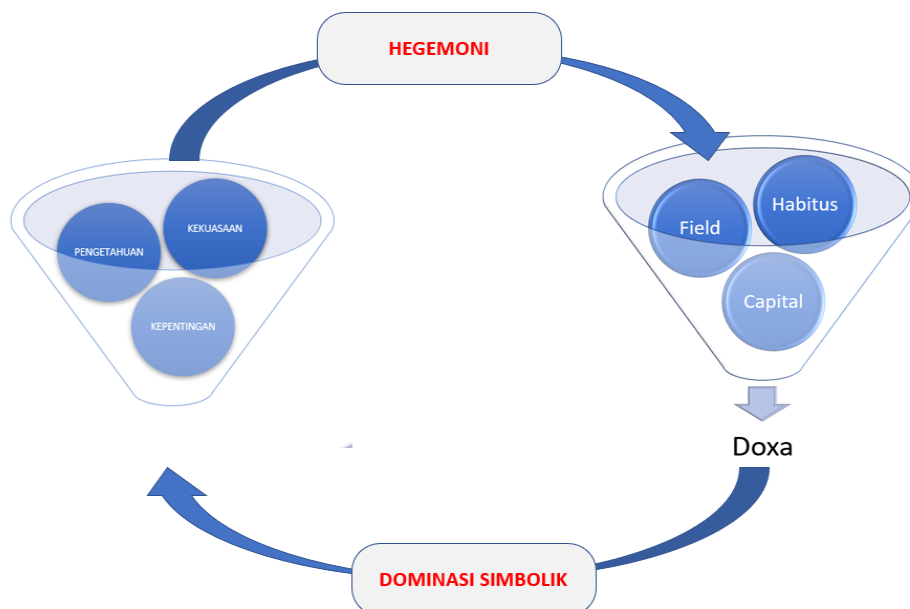 HEGEMONI
KEKUASAAN
PENGETAHUAN
KEPENTINGAN
Habitus
Field
Capital
Doxa
DOMINASI SIMBOLIK